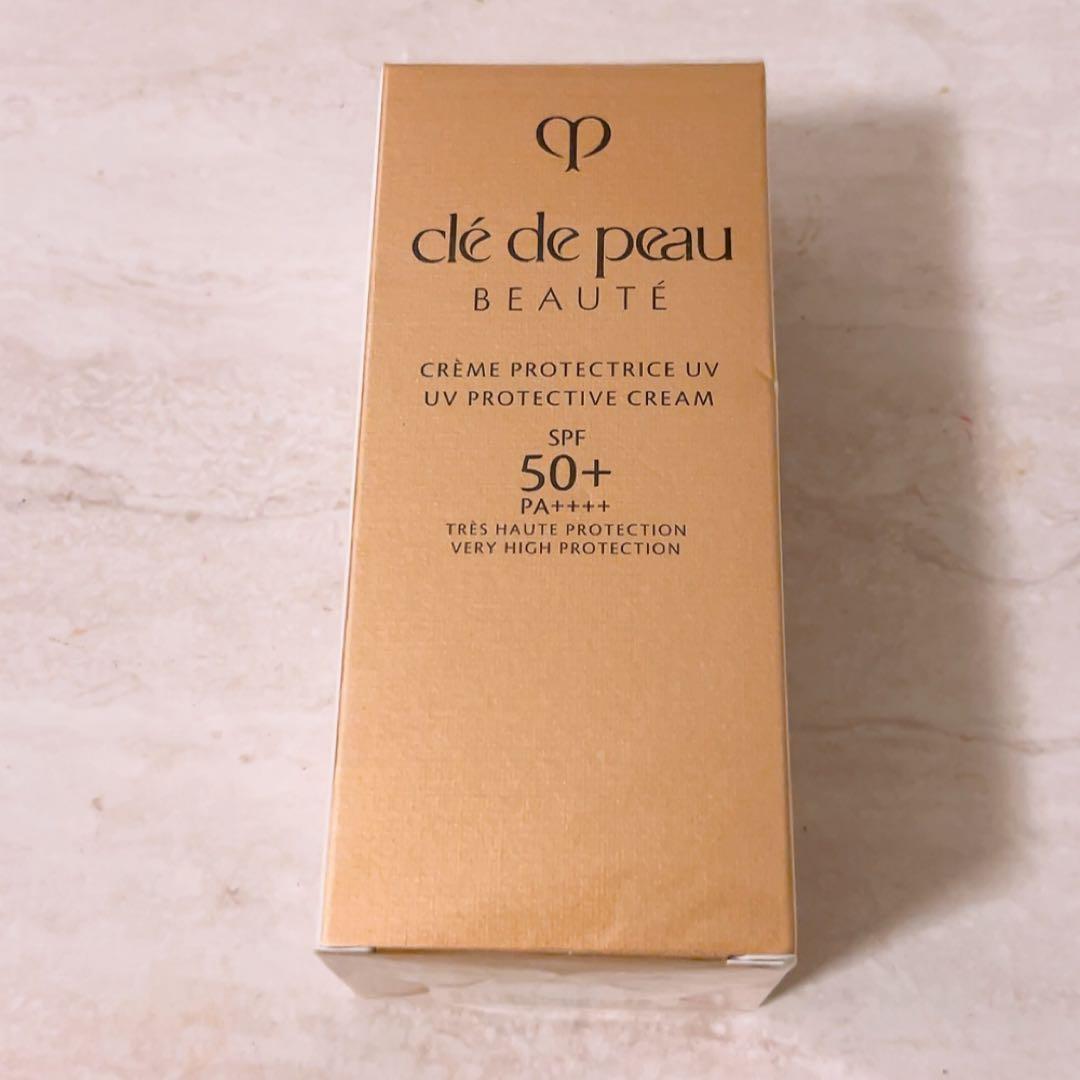 clé de peau
BEAUTÉ
CRÈME PROTECTRICE UV
UV PROTECTIVE CREAM
SPF
50+
PA++++
TRÈS HAUTE PROTECTION
VERY HIGH PROTECTION